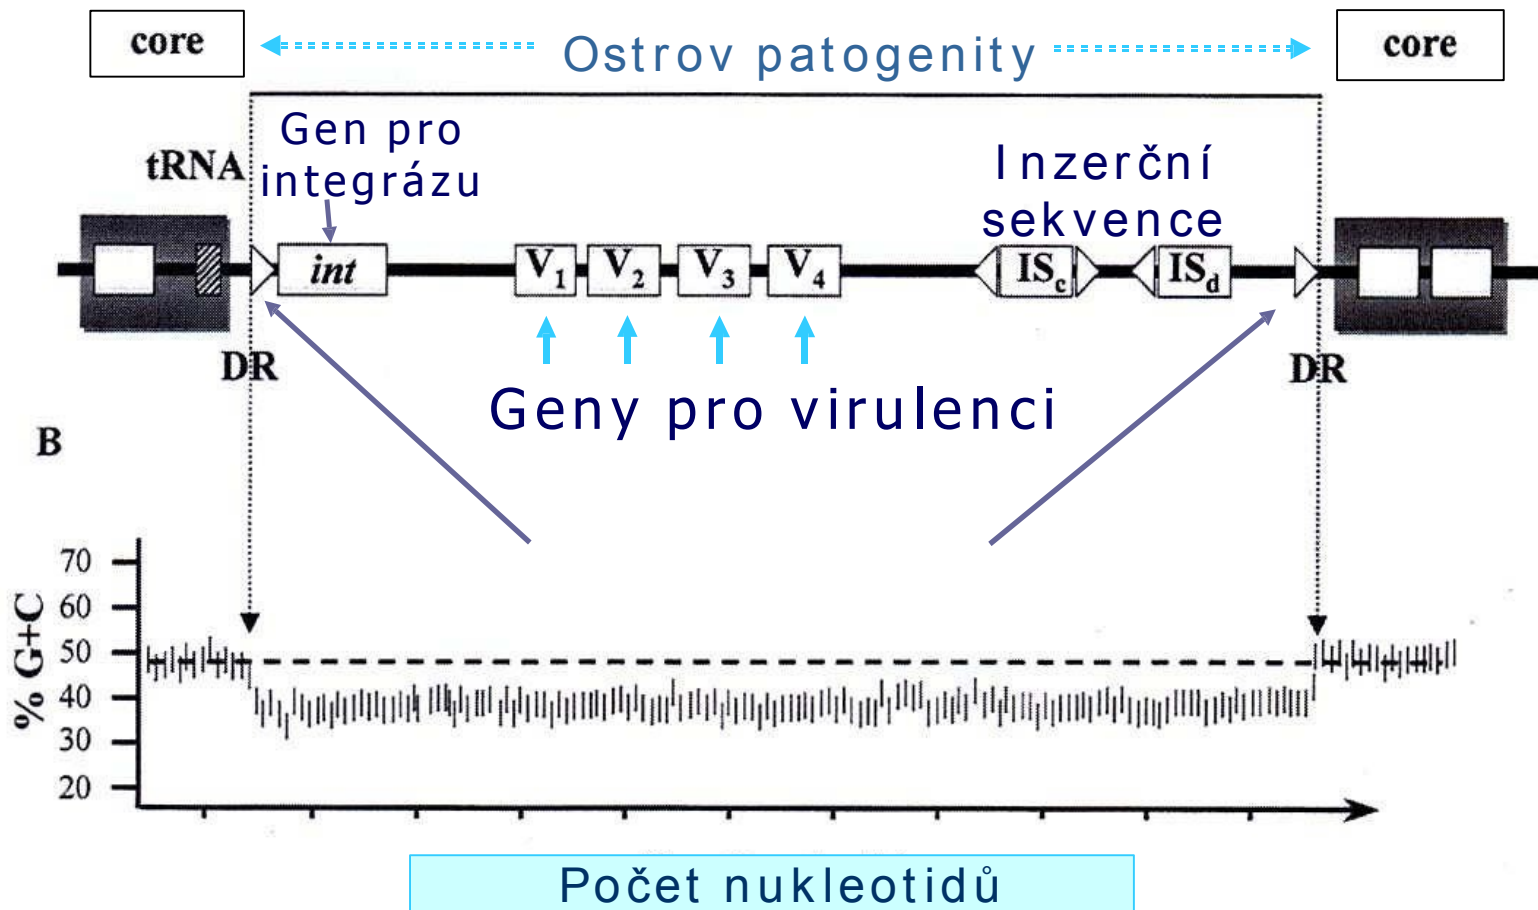 core
Ostrov patogenity
core
Gen pro
integrázu
tRNA
Inzerční
sekvence
int
V1
V2
V3
V4
ISc
ISd
DR
DR
Geny pro virulenci
B
% G+C
70
60
50
40
30
20
Počet nukleotidů